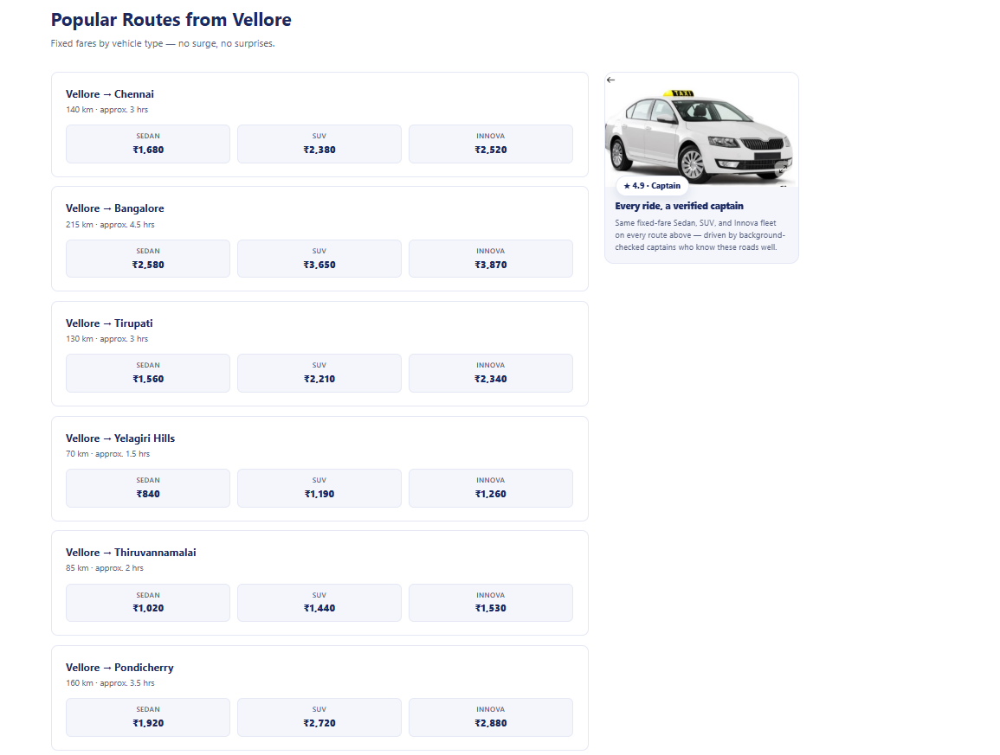 Popular Routes from Vellore
Fixed fares by vehicle type — no surge, no surprises.
Vellore → Chennai
140 km · approx. 3 hrs
SEDAN
₹1,680
SUV
₹2,380
INNOVA
₹2,520
Vellore → Bangalore
215 km · approx. 4.5 hrs
SEDAN
₹2,580
SUV
₹3,650
INNOVA
₹3,870
Vellore → Tirupati
130 km · approx. 3 hrs
SEDAN
₹1,560
SUV
₹2,210
INNOVA
₹2,340
Vellore → Yelagiri Hills
70 km · approx. 1.5 hrs
SEDAN
₹840
SUV
₹1,190
INNOVA
₹1,260
Vellore → Thiruvannamalai
85 km · approx. 2 hrs
SEDAN
₹1,020
SUV
₹1,440
INNOVA
₹1,530
Vellore → Pondicherry
160 km · approx. 3.5 hrs
SEDAN
₹1,920
SUV
₹2,720
INNOVA
₹2,880
←
TAXI
★ 4.9 · Captain
Every ride, a verified captain
Same fixed-fare Sedan, SUV, and Innova fleet
on every route above — driven by background-
checked captains who know these roads well.